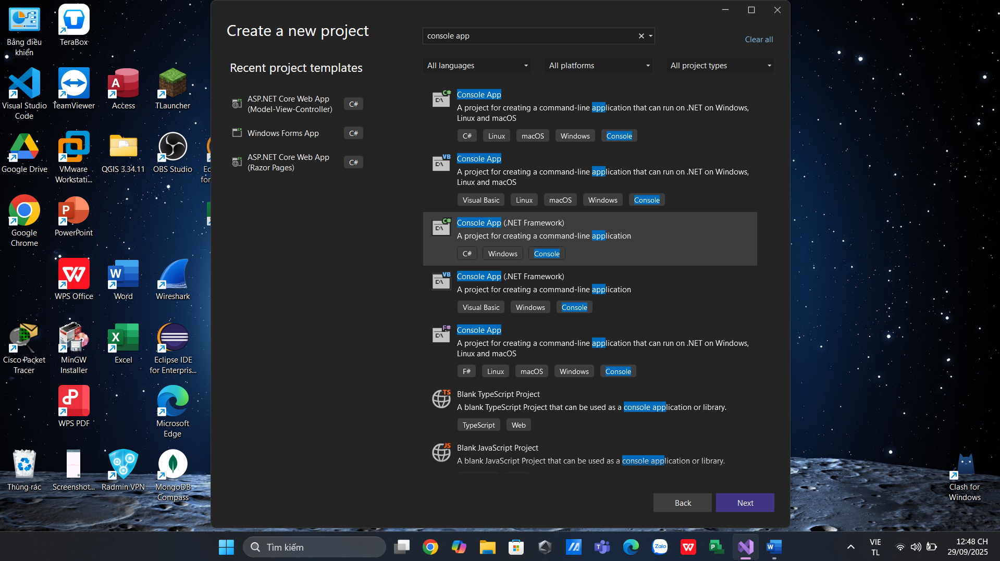 Bảng điều
khiển
TeraBox
Visual Studio
Code
TeamViewer
Access
TLauncher
Google Drive
VMware
Workstati...
QGIS 3.34.11
OBS Studio
Google
Chrome
PowerPoint
WPS Office
Word
Wireshark
Cisco Packet
Tracer
MinGW
Installer
Excel
Eclipse IDE
for Enterpris...
WPS PDF
Microsoft
Edge
Thùng rác
Screenshot...
Radmin VPN
MongoDB
Compass
Create a new project
Recent project templates
ASP.NET Core Web App
(Model-View-Controller)
C#
Windows Forms App
C#
ASP.NET Core Web App
(Razor Pages)
C#
console app
Clear all
All languages
All platforms
All project types
C#
Console App
A project for creating a command-line application that can run on .NET on Windows,
Linux and macOS
C# Linux macOS Windows Console
VB
Console App
A project for creating a command-line application that can run on .NET on Windows,
Linux and macOS
Visual Basic Linux macOS Windows Console
C#
Console App (.NET Framework)
A project for creating a command-line application
C# Windows Console
VB
Console App (.NET Framework)
A project for creating a command-line application
Visual Basic Windows Console
F#
Console App
A project for creating a command-line application that can run on .NET on Windows,
Linux and macOS
F# Linux macOS Windows Console
TS
Blank TypeScript Project
A blank TypeScript Project that can be used as a console application or library.
TypeScript Web
JS
Blank JavaScript Project
A blank JavaScript Project that can be used as a console application or library.
Back
Next
Clash for
Windows
Tìm kiếm
Zalo
VIE
TL
12:48 CH
29/09/2025